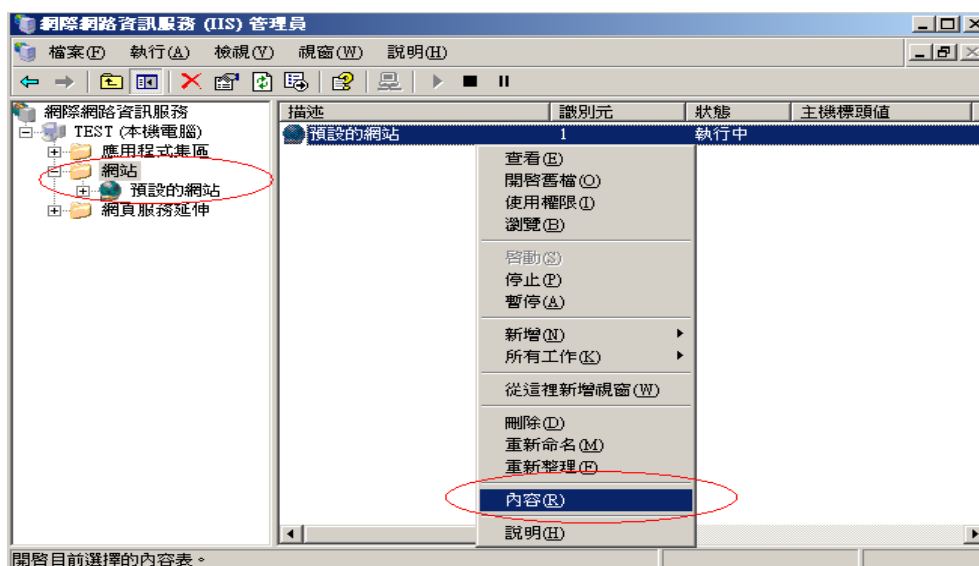 網際網路資訊服務 (IIS) 管理員
檔案(F) 執行(A) 檢視(V) 視窗(W) 說明(H)
網際網路資訊服務
TEST (本機電腦)
應用程式集區
網站
預設的網站
網頁服務延伸
描述 識別元 狀態 主機標頭値
預設的網站 1 執行中
查看(E)
開啓舊檔(O)
使用權限(I)
瀏覽(B)
啓動(S)
停止(P)
暫停(A)
新增(N)
所有工作(K)
從這裡新增視窗(W)
刪除(D)
重新命名(M)
重新整理(F)
內容(R)
說明(H)
開啓目前選擇的內容表。